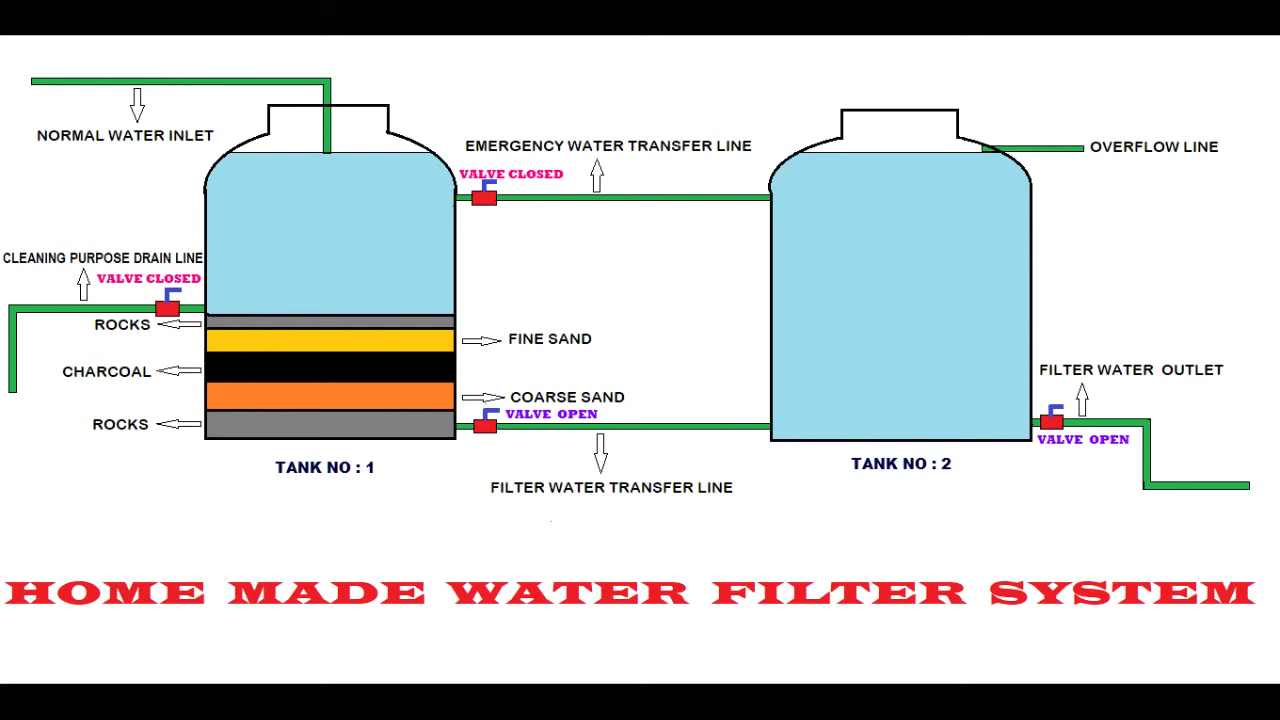 NORMAL WATER INLET
EMERGENCY WATER TRANSFER LINE
OVERFLOW LINE
VALVE CLOSED
CLEANING PURPOSE DRAIN LINE
VALVE CLOSED
ROCKS
FINE SAND
CHARCOAL
FILTER WATER OUTLET
COARSE SAND
VALVE OPEN
ROCKS
VALVE OPEN
TANK NO : 1
TANK NO : 2
FILTER WATER TRANSFER LINE
HOME MADE WATER FILTER SYSTEM